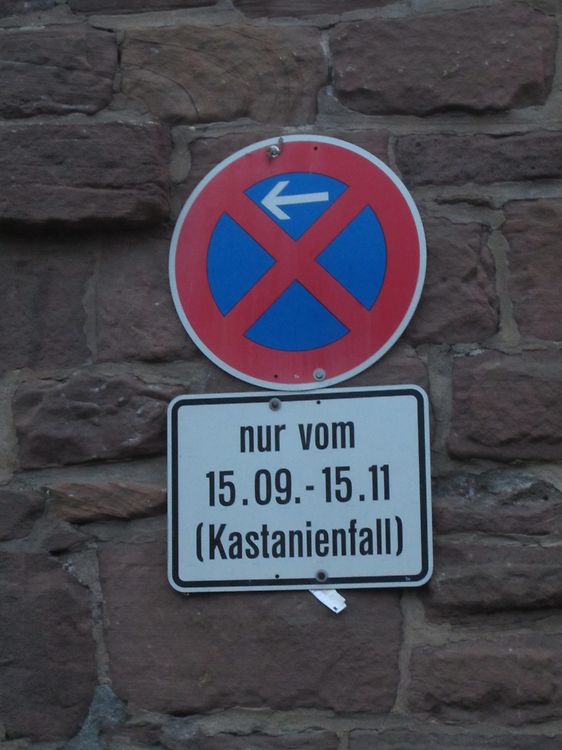 nur vom
15.09.-15.11
(Kastanienfall)